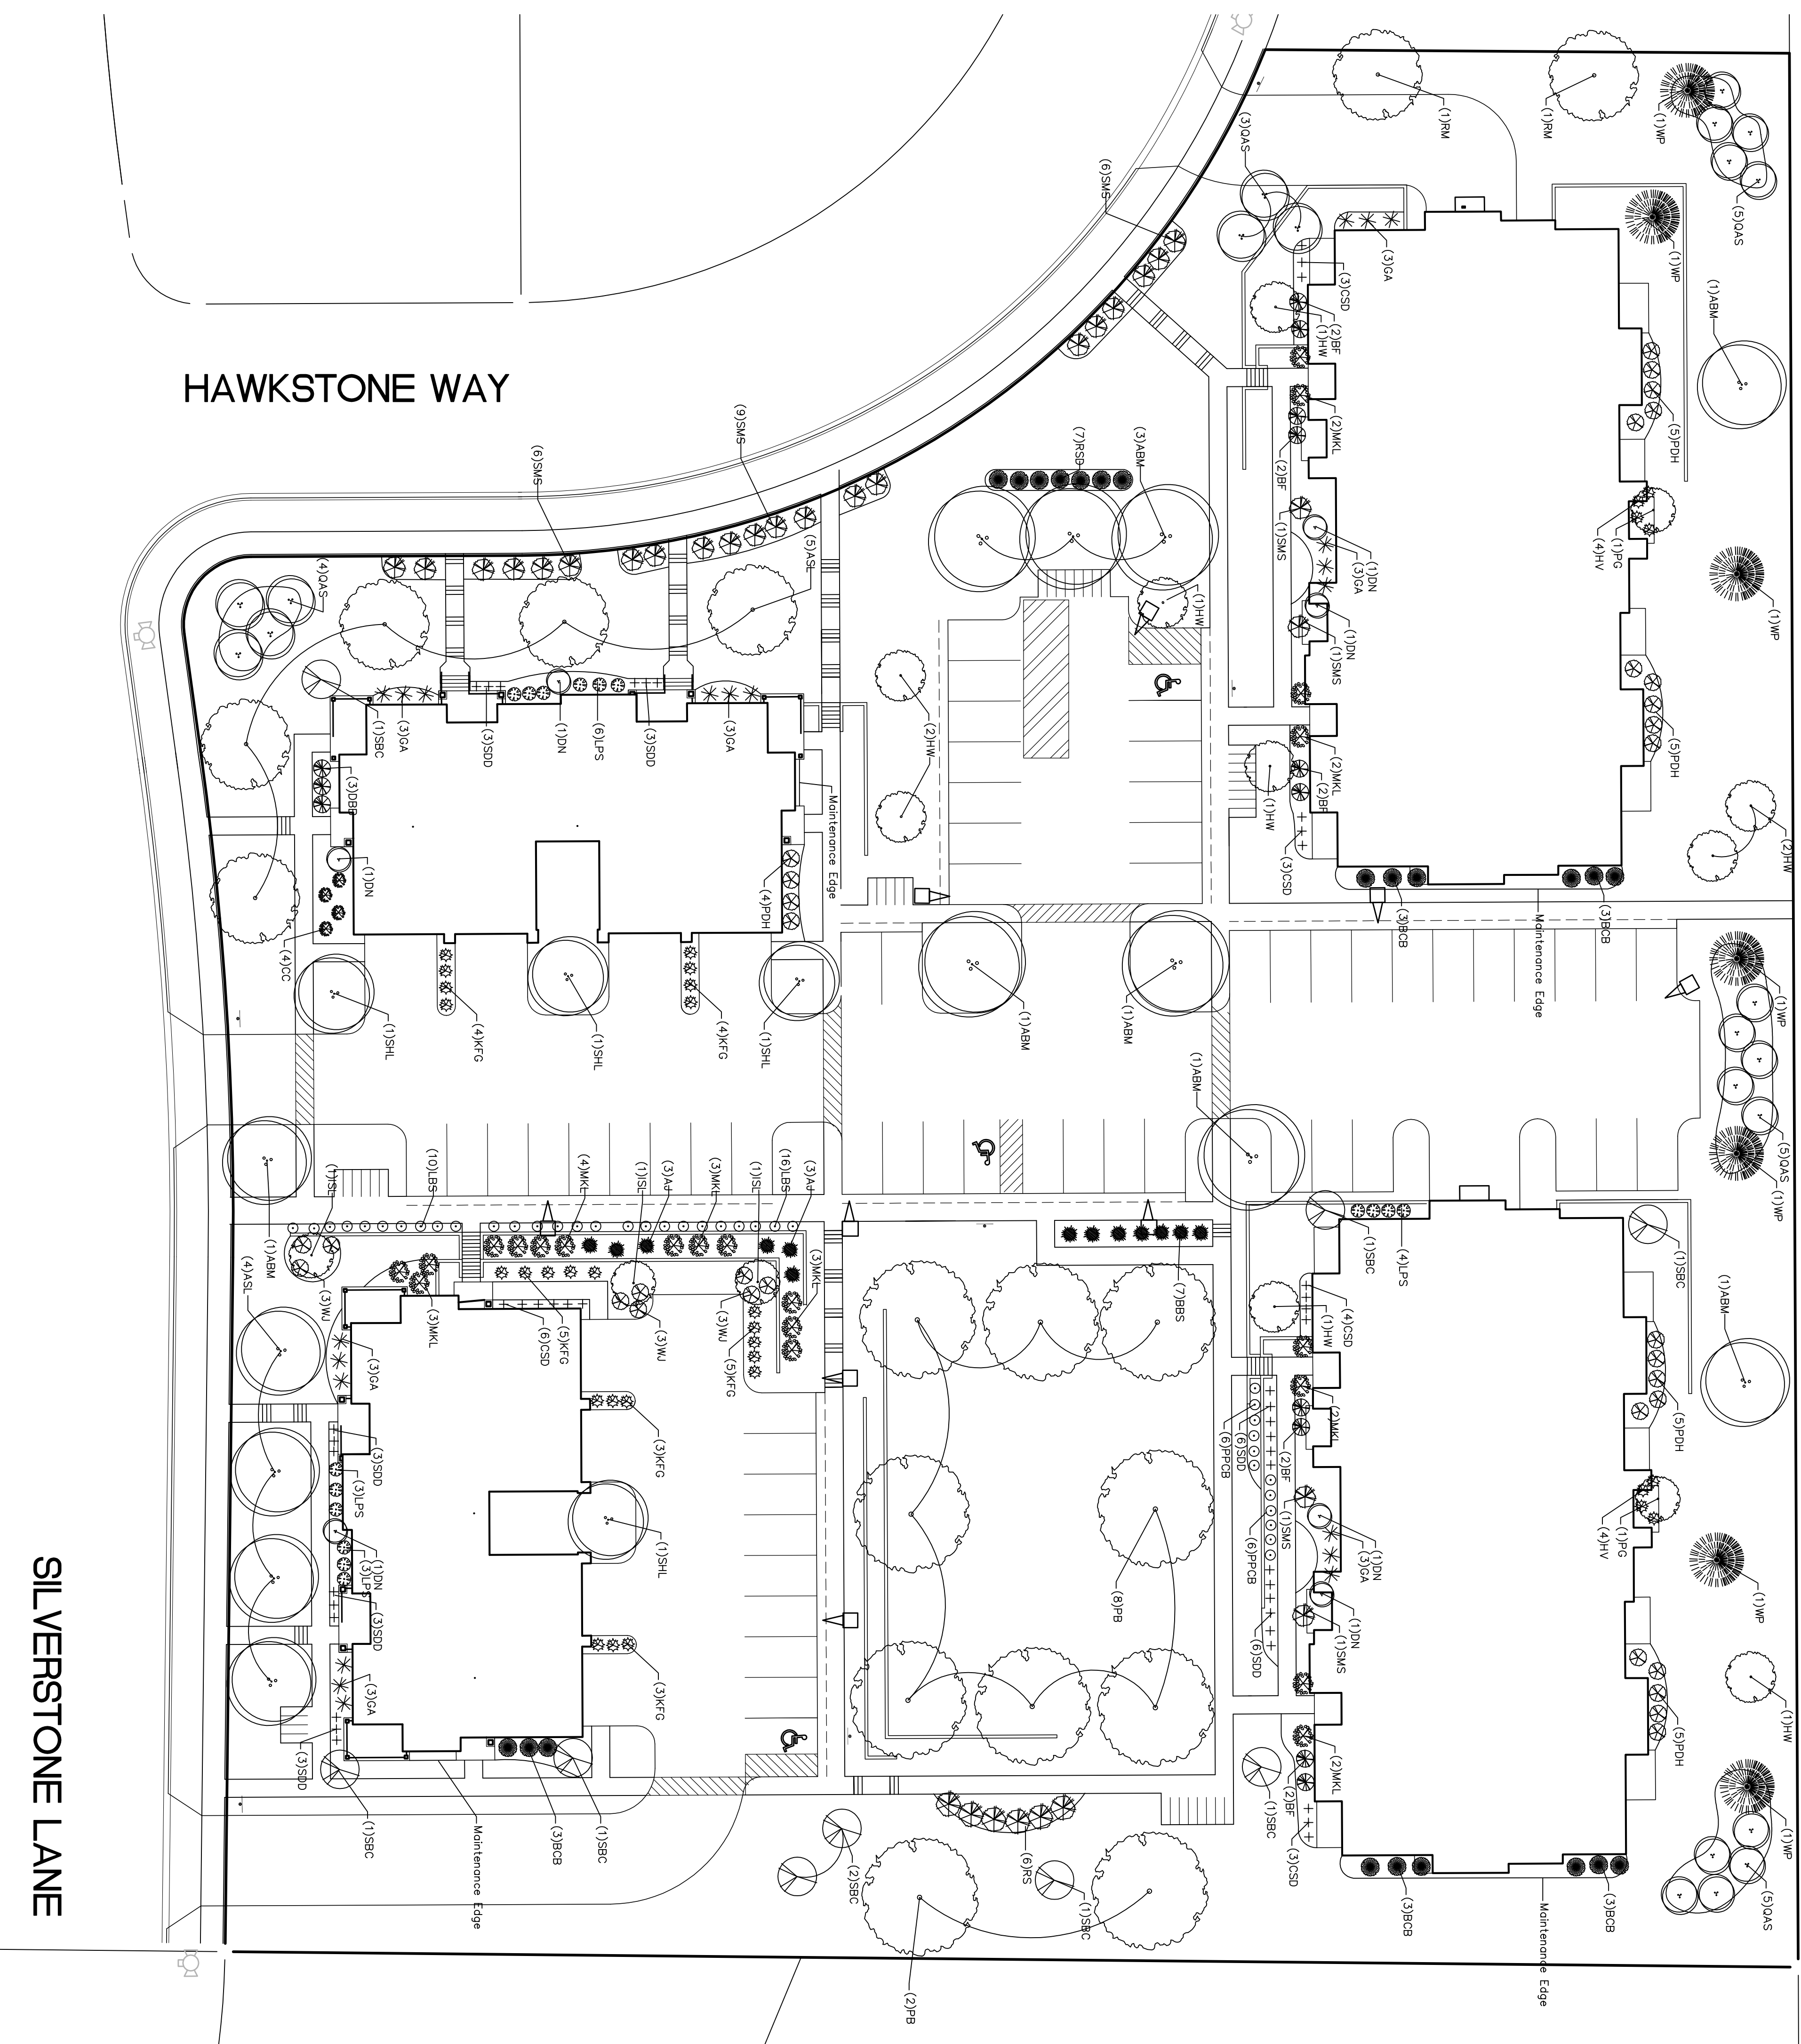 (1)RM
(1)RM
(1)WP
(5)QAS
(3)QAS
(6)SMS
(3)GA
(1)WP
(1)ABM
(3)CSD
(2)BF
(1)HW
HAWKSTONE WAY
(2)MKL
(2)BF
(5)PDH
(9)SMS
(7)RSD
(3)ABM
(6)SMS
(5)ASL
(1)SMS
(1)DN
(3)GA
(1)PG
(4)HV
(4)QAS
(1)HW
(1)DN
(1)SMS
(1)WP
(1)SBC
(3)GA
(3)SDD
(1)DN
(6)LPS
(3)SDD
(3)GA
(2)HW
(2)MKL
(2)BF
(1)HW
(5)PDH
(3)DBB
Maintenance Edge
(2)HW
(1)DN
(4)CC
(4)PDH
(3)CSD
(3)BCB
Maintenance Edge
(3)BCB
(1)SHL
(4)KFG
(1)SHL
(4)KFG
(1)SHL
(1)ABM
(1)ABM
(1)WP
(1)ABM
(5)QAS
(1)WP
(1)ISL
(10)LBS
(4)MKL
(1)ISL
(3)AJ
(3)MKL
(1)ISL
(16)LBS
(3)AJ
(1)ABM
(4)ASL
(3)WJ
(3)MKL
(6)CSD
(5)KFG
(3)WJ
(3)WJ
(5)KFG
(3)MKL
(7)BBS
(1)SBC
(4)LPS
(1)SBC
(1)ABM
(4)CSD
(1)HW
(3)GA
(3)KFG
(2)MKL
(2)BF
(6)SDD
(6)PPCB
(5)PDH
(3)SDD
(3)LPS
(1)DN
(3)LPS
(1)SHL
(8)PB
(6)PPCB
(1)SMS
(1)DN
(3)GA
(1)PG
(4)HV
(1)WP
(3)SDD
(3)GA
(3)KFG
(6)SDD
(1)DN
(1)SMS
(1)HW
(5)PDH
(3)SDD
(1)SBC
Maintenance Edge
(3)BCB
(1)SBC
(2)SBC
(6)RS
(1)SBC
(1)SBC
(2)MKL
(2)BF
(3)CSD
(1)WP
(5)QAS
(3)BCB
Maintenance Edge
(3)BCB
(2)PB
SILVERSTONE LANE